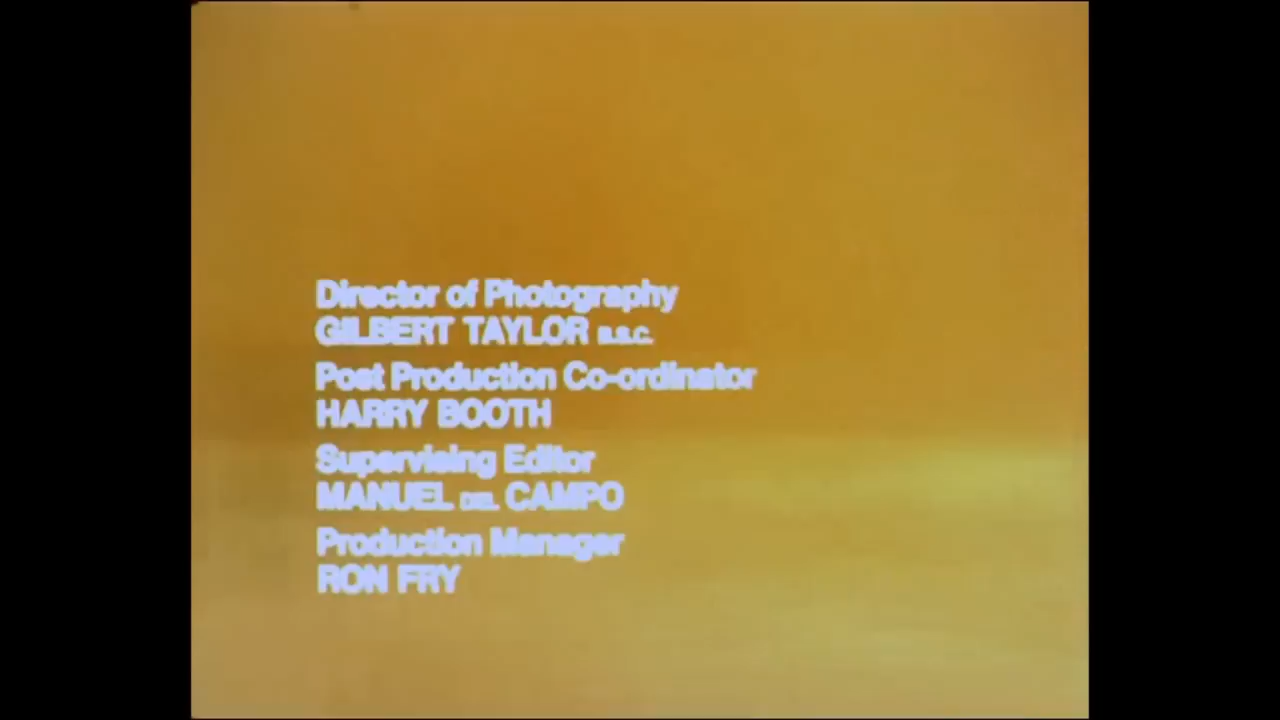 Director of Photography
GILBERT TAYLOR B.S.C.
Post Production Co-ordinator
HARRY BOOTH
Supervising Editor
MANUEL DEL CAMPO
Production Manager
RON FRY